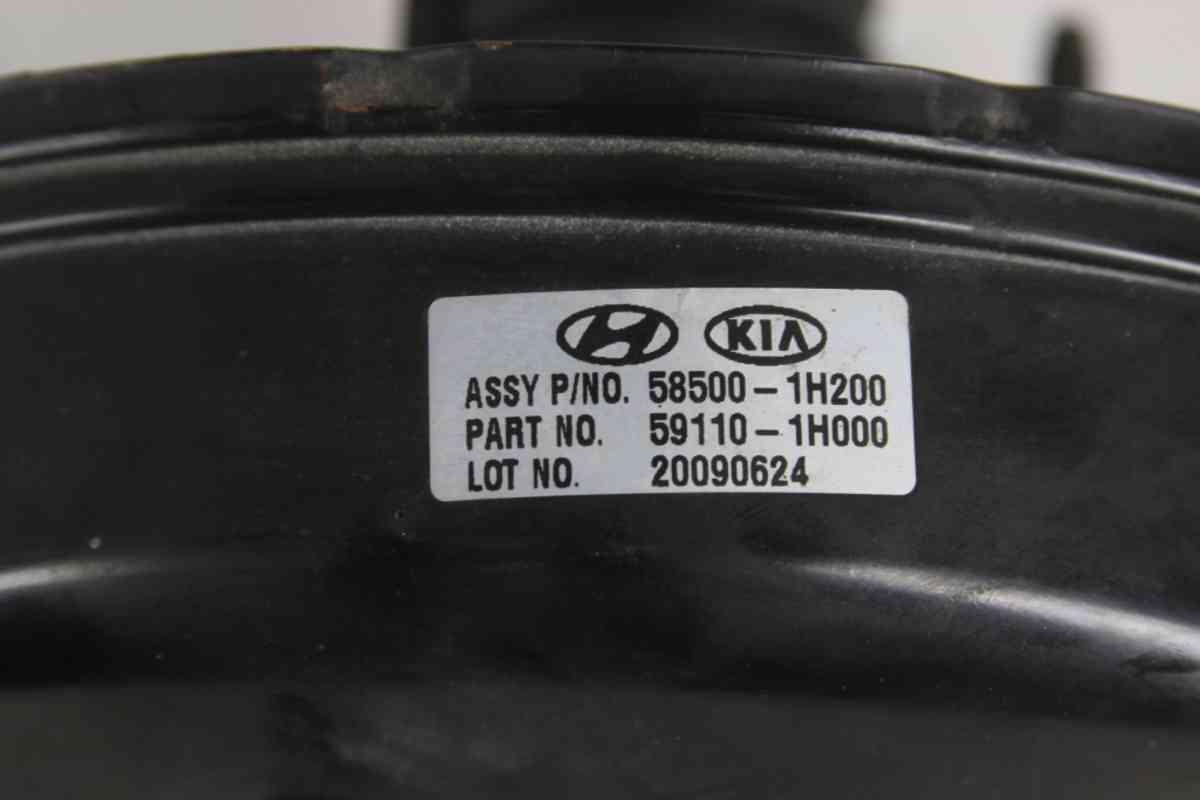 KIA
ASSY P/NO. 58500-1H200
PART NO. 59110-1H000
LOT NO. 20090624